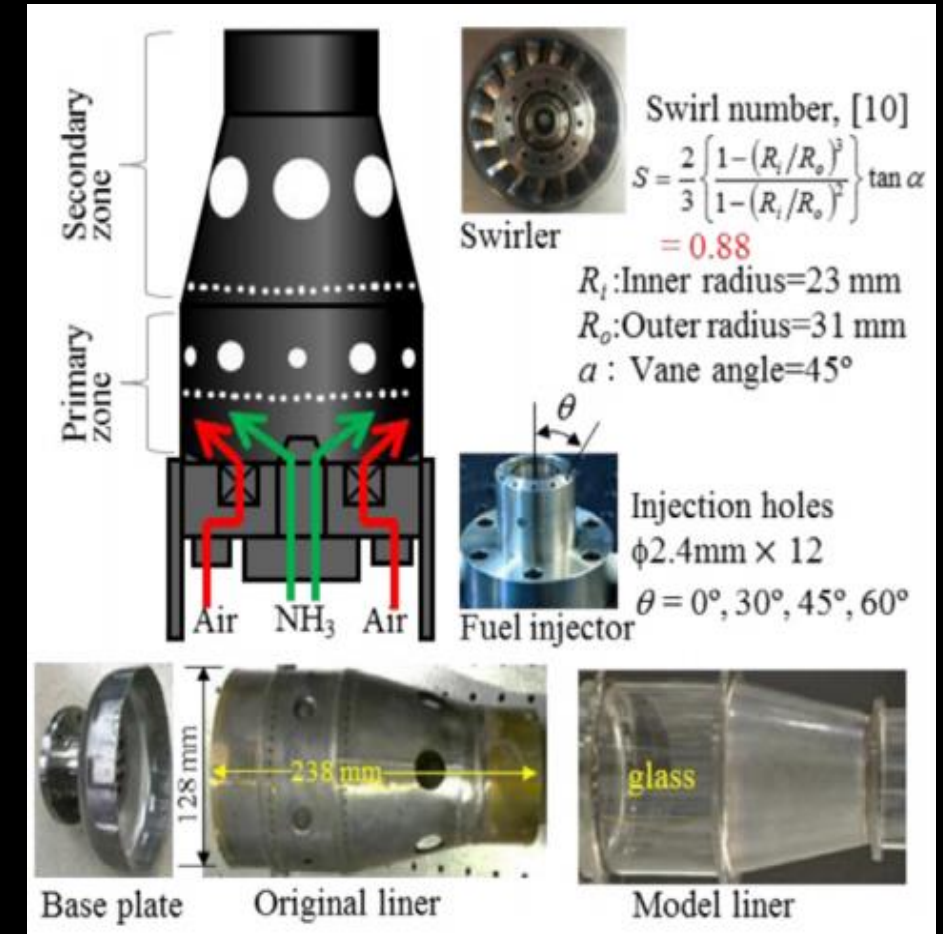 Secondary
zone
Primary
zone
Air
NH₃
Air
Swirler
Swirl number, [10]
S = 2/3 {1-(Rᵢ/Rₒ)³ / 1-(Rᵢ/Rₒ)²} tan α
= 0.88
Rᵢ:Inner radius=23 mm
Rₒ:Outer radius=31 mm
a : Vane angle=45°
θ
Fuel injector
Injection holes
ϕ2.4mm × 12
θ = 0°, 30°, 45°, 60°
Base plate
128 mm
238 mm
Original liner
glass
Model liner